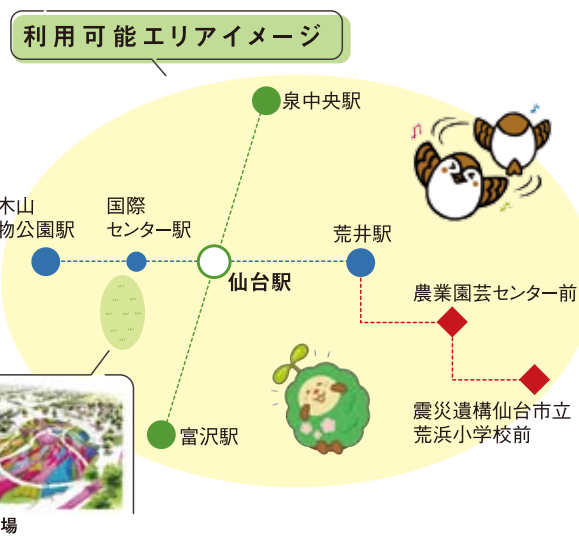 利用可能エリアイメージ
泉中央駅
木山
物公園駅
国際
センター駅
荒井駅
仙台駅
農業園芸センター前
富沢駅
震災遺構仙台市立
荒浜小学校前
場